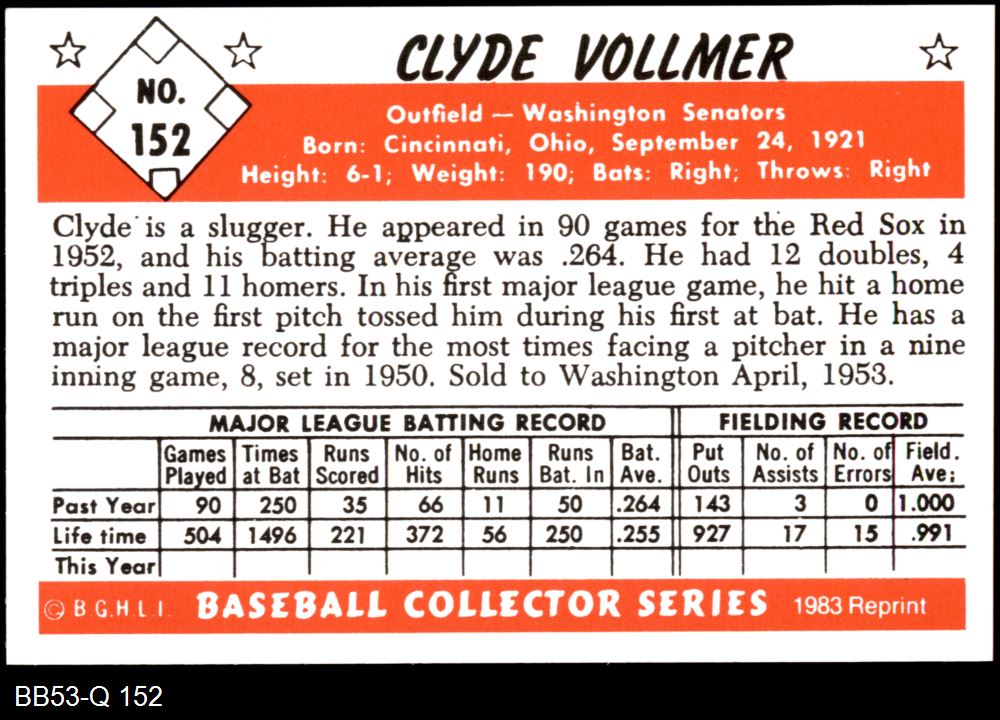 CLYDE VOLLMER
NO.
152
Outfield — Washington Senators
Born: Cincinnati, Ohio, September 24, 1921
Height: 6-1; Weight: 190; Bats: Right; Throws: Right
Clyde is a slugger. He appeared in 90 games for the Red Sox in
1952, and his batting average was .264. He had 12 doubles, 4
triples and 11 homers. In his first major league game, he hit a home
run on the first pitch tossed him during his first at bat. He has a
major league record for the most times facing a pitcher in a nine
inning game, 8, set in 1950. Sold to Washington April, 1953.
MAJOR LEAGUE BATTING RECORD FIELDING RECORD
Games Times Runs No. of Home Runs Bat. Put No. of No. of Field.
Played at Bat Scored Hits Runs Bat. In Ave. Outs Assists Errors Ave:
Past Year 90 250 35 66 11 50 .264 143 3 0 1.000
Life time 504 1496 221 372 56 250 .255 927 17 15 .991
This Year
© B.G.H.L.I. BASEBALL COLLECTOR SERIES 1983 Reprint
BB53-Q 152